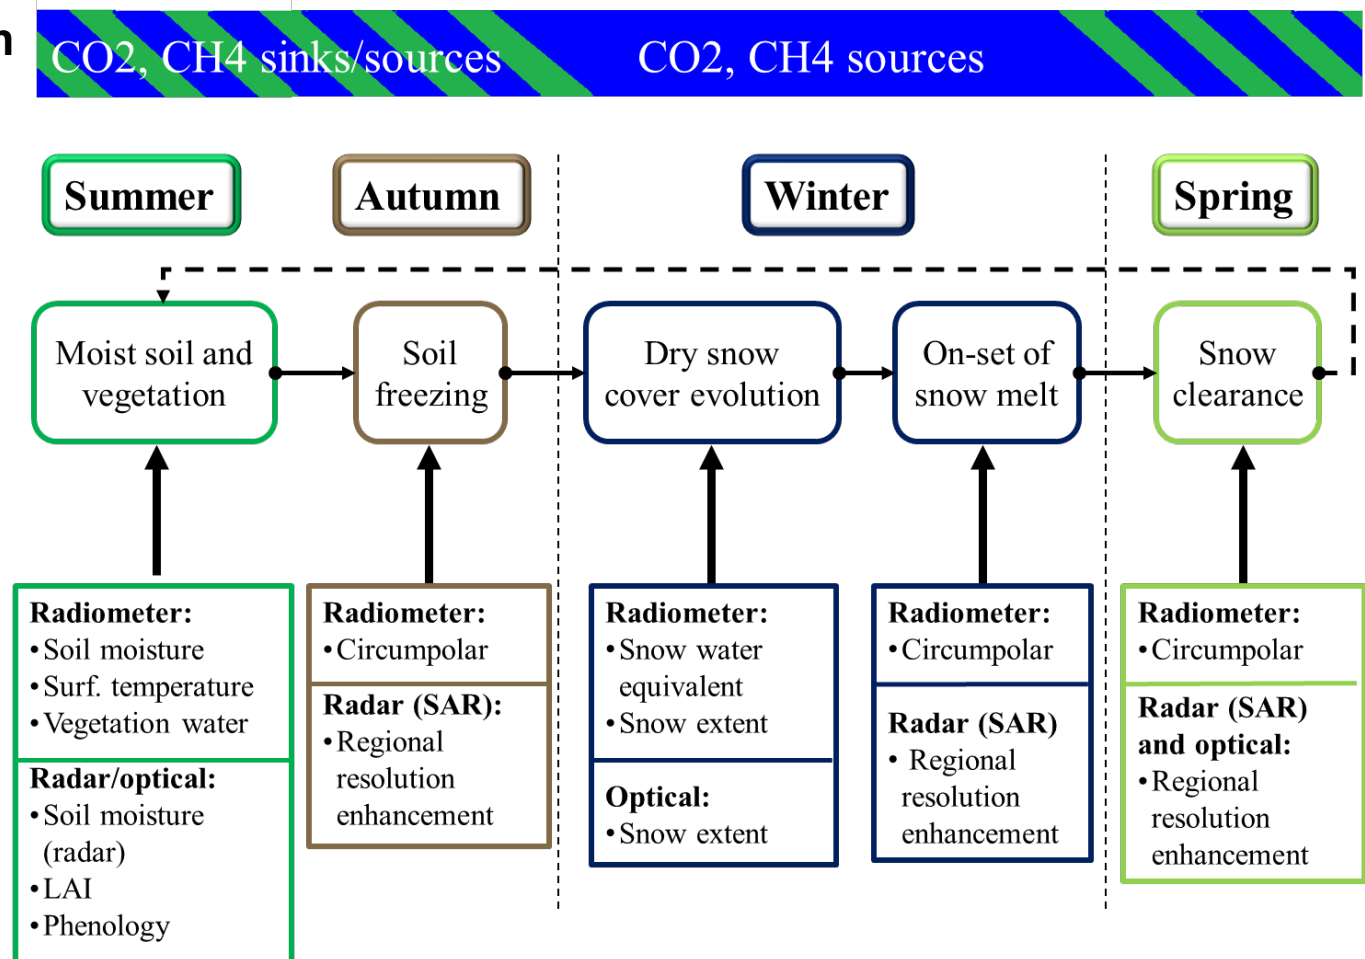 n
CO2, CH4 sinks/sources
CO2, CH4 sources
Summer
Autumn
Winter
Spring
Moist soil and
vegetation
Soil
freezing
Dry snow
cover evolution
On-set of
snow melt
Snow
clearance
Radiometer:
•Soil moisture
•Surf. temperature
•Vegetation water
Radar/optical:
•Soil moisture
(radar)
•LAI
•Phenology
Radiometer:
•Circumpolar
Radar (SAR):
•Regional
resolution
enhancement
Radiometer:
•Snow water
equivalent
•Snow extent
Optical:
•Snow extent
Radiometer:
•Circumpolar
Radar (SAR)
• Regional
resolution
enhancement
Radiometer:
•Circumpolar
Radar (SAR)
and optical:
•Regional
resolution
enhancement